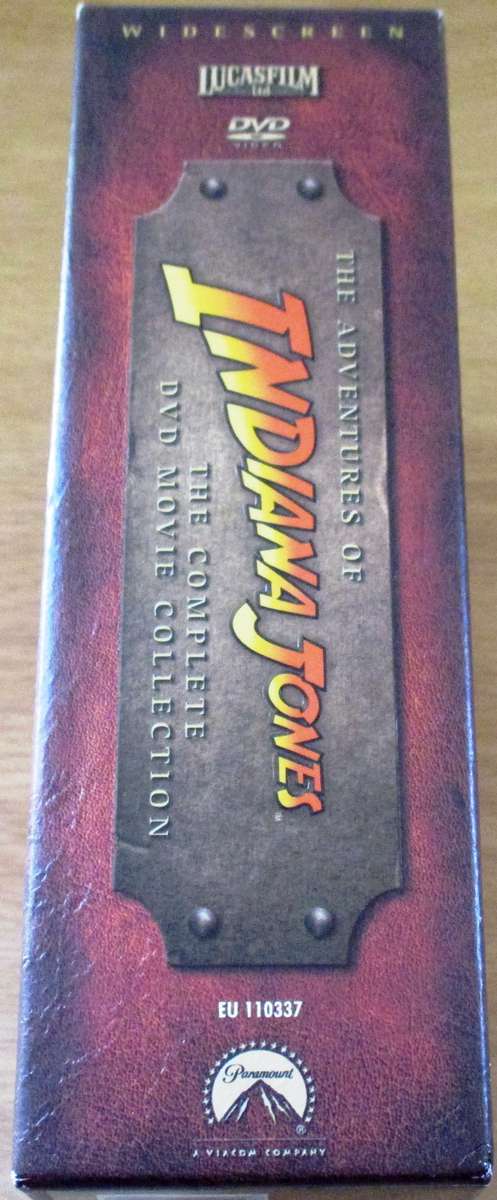 WIDESCREEN
LUCASFILM
Ltd
DVD
VIDEO
THE ADVENTURES OF
INDIANA JONES™
THE COMPLETE
DVD MOVIE COLLECTION
EU 110337
Paramount
®
A VIACOM COMPANY